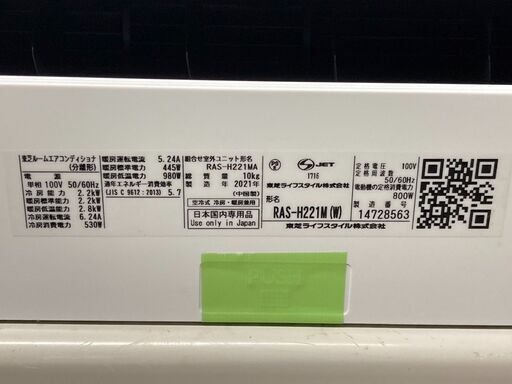 東芝ルームエアコンディショナ
(分離形)
電源
単相 100V 50/60Hz
冷房能力 2.2kW
暖房標準能力 2.2kW
暖房低温能力 2.8kW
冷房運転電流 6.24A
冷房消費電力 530W
暖房運転電流 5.24A
暖房標準電力 445W
暖房低温電力 980W
通年エネルギー消費効率
(JIS C 9612:2013) 5.7
組合せ室外ユニット形名
RAS-H221MA
総質量 10kg
製造年 2021年
(中国製)
空冷式 冷房・暖房兼用
日本国内専用品
Use only in Japan
JET
1716
東芝ライフスタイル株式会社
形名
RAS-H221M(W)
東芝ライフスタイル株式会社
定格電圧 100V
定格周波数
50/60Hz
電動機の定格消費電力
800W
製造番号
14728563
PUSH